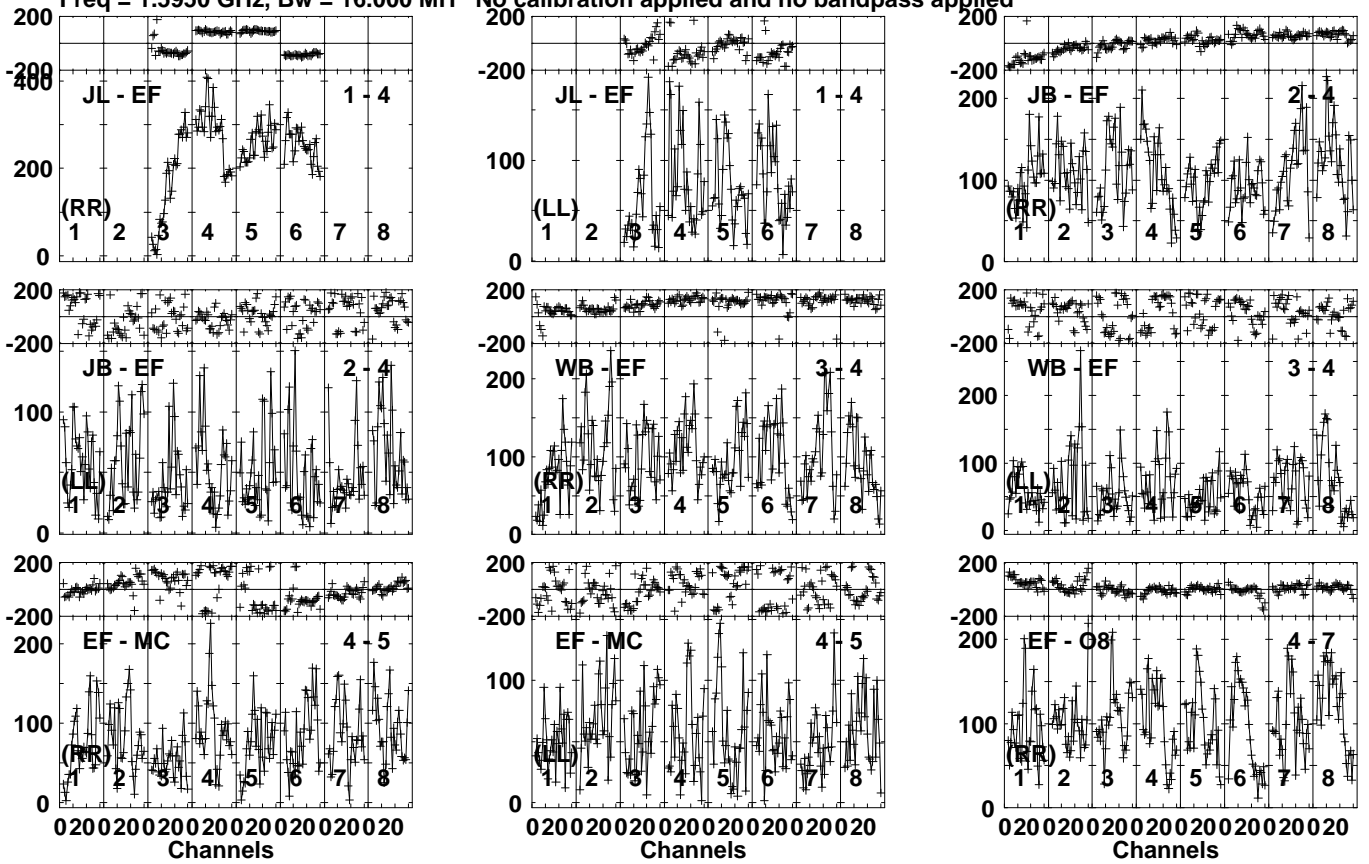 Freq = 1.5950 GHz, Bw = 16.000 MH No calibration applied and no bandpass applied
200 200 200
-200 -200 -200
400
JL - EF 1 - 4 JL - EF 1 - 4 JB - EF 2 - 4
200
200 100 100
(RR) (LL) (RR)
1 2 3 4 5 6 7 8 1 2 3 4 5 6 7 8 1 2 3 4 5 6 7 8
0 0 0
200 200 200
-200 -200 -200
JB - EF 2 - 4 WB - EF 3 - 4 WB - EF 3 - 4
200 200
100 100 100
(LL) (RR) (LL)
1 2 3 4 5 6 7 8 1 2 3 4 5 6 7 8 1 2 3 4 5 6 7 8
0 0 0
200 200 200
-200 -200 -200
EF - MC 4 - 5 EF - MC 4 - 5 EF - O8 4 - 7
200 200
100 100 100
(RR) (LL) (RR)
1 2 3 4 5 6 7 8 1 2 3 4 5 6 7 8 1 2 3 4 5 6 7 8
0 0 0
0 20 0 20 0 20 0 20 0 20 0 20 0 20 0 20 0 20 0 20 0 20 0 20 0 20 0 20 0 20 0 20 0 20 0 20 0 20 0 20 0 20 0 20 0 20 0 20
Channels Channels Channels